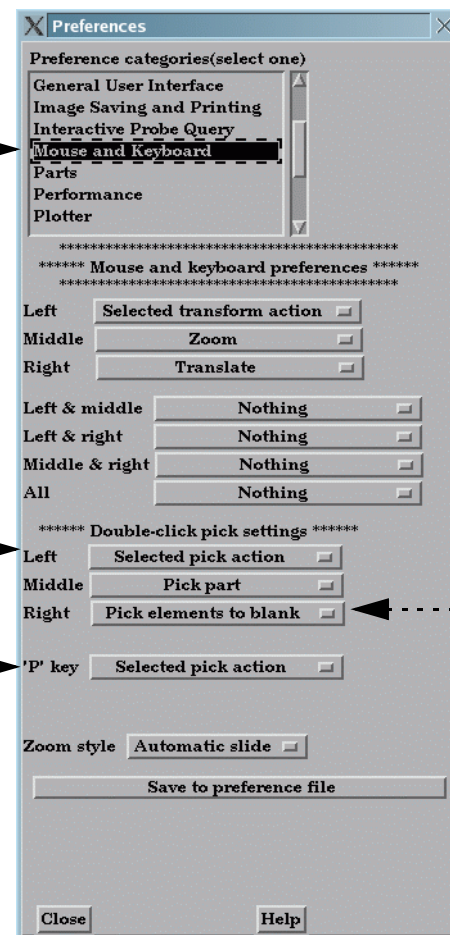 Preferences
Preference categories(select one)
General User Interface
Image Saving and Printing
Interactive Probe Query
Mouse and Keyboard
Parts
Performance
Plotter
******************************************
****** Mouse and keyboard preferences ******
******************************************
Left Selected transform action
Middle Zoom
Right Translate
Left & middle Nothing
Left & right Nothing
Middle & right Nothing
All Nothing
****** Double-click pick settings ******
Left Selected pick action
Middle Pick part
Right Pick elements to blank
'P' key Selected pick action
Zoom style Automatic slide
Save to preference file
Close Help